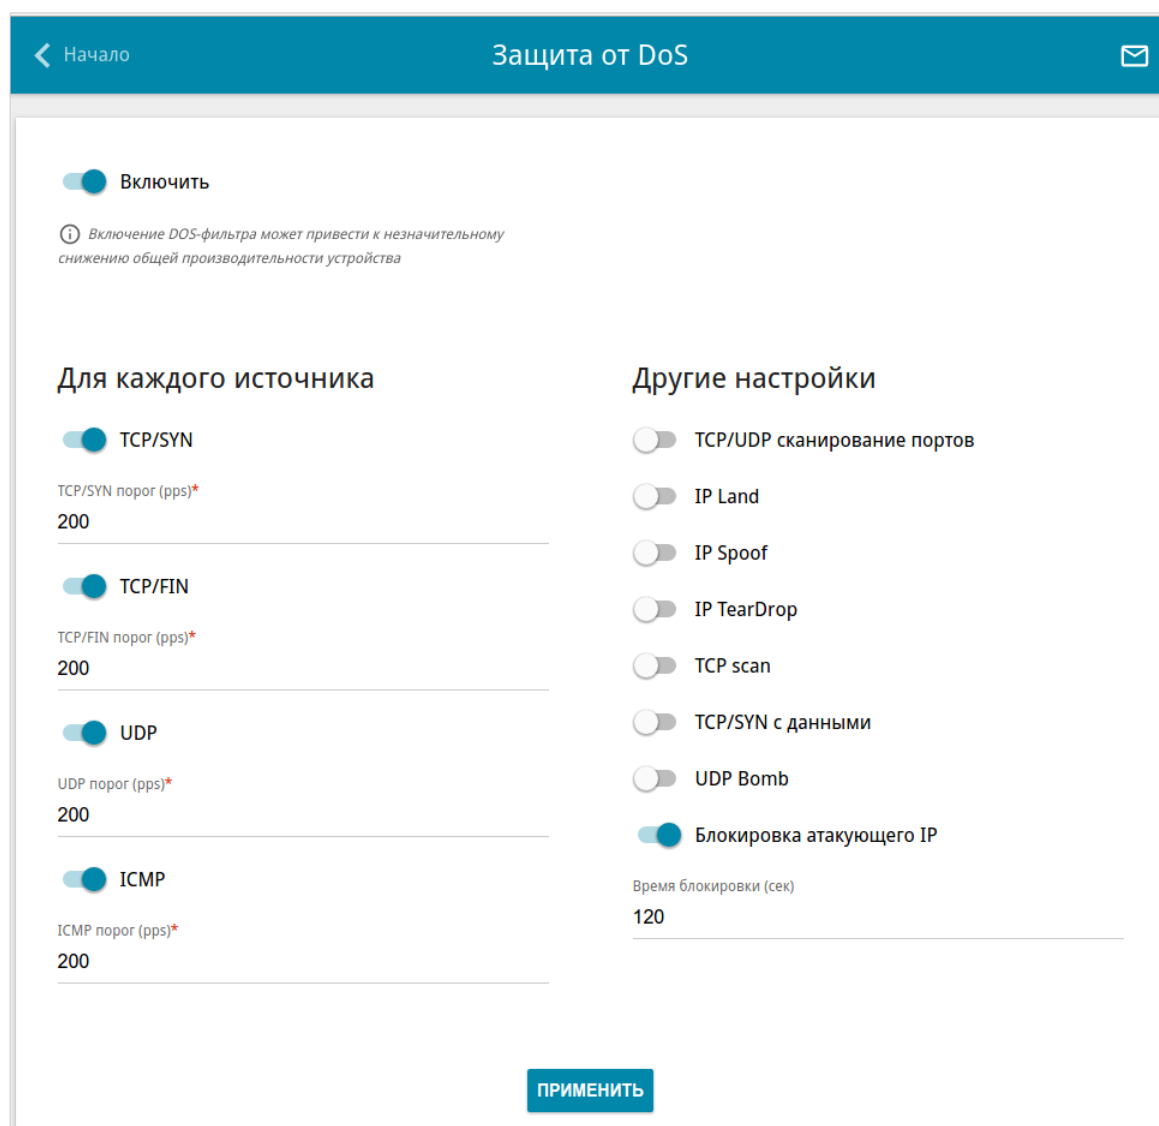 Начало
Защита от DoS
Включить
Включение DOS-фильтра может привести к незначительному
снижению общей производительности устройства
Для каждого источника
TCP/SYN
TCP/SYN порог (pps)*
200
TCP/FIN
TCP/FIN порог (pps)*
200
UDP
UDP порог (pps)*
200
ICMP
ICMP порог (pps)*
200
Другие настройки
TCP/UDP сканирование портов
IP Land
IP Spoof
IP TearDrop
TCP scan
TCP/SYN с данными
UDP Bomb
Блокировка атакующего IP
Время блокировки (сек)
120
ПРИМЕНИТЬ